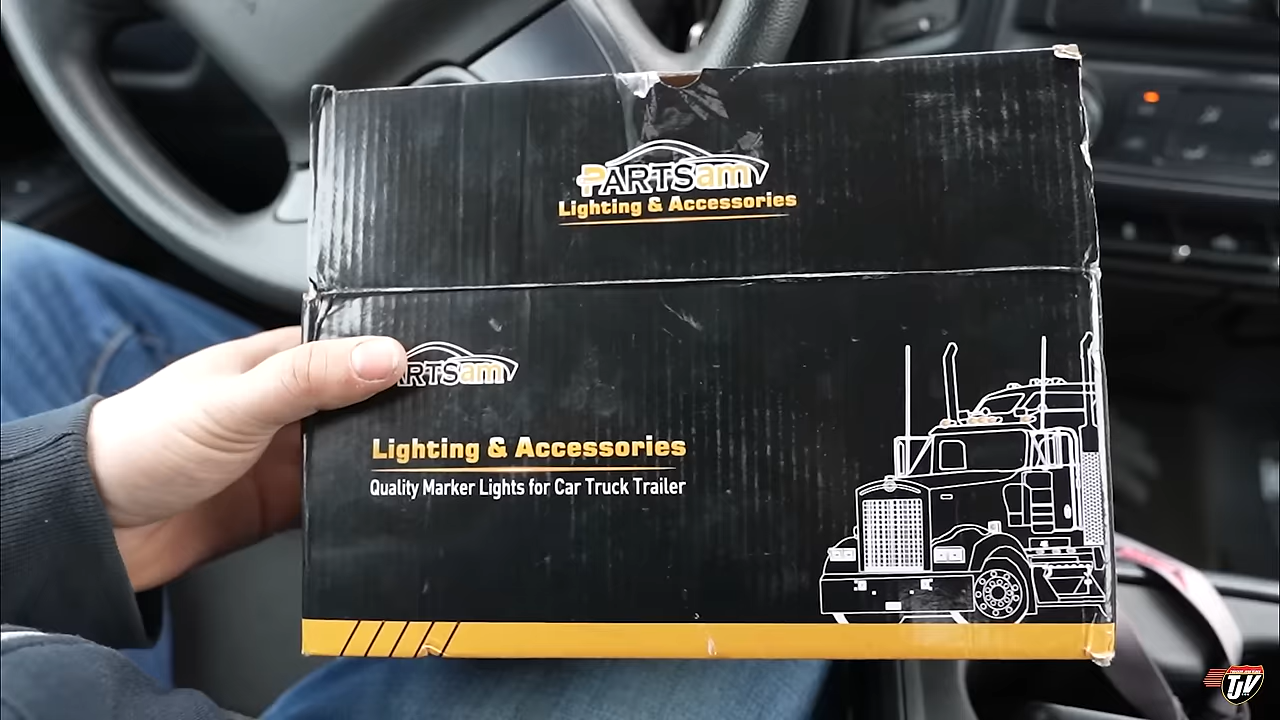 PARTSam
Lighting & Accessories
ARTSam
Lighting & Accessories
Quality Marker Lights for Car Truck Trailer